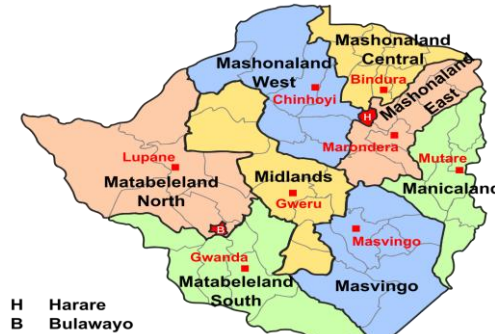 Mashonaland
Central
Bindura
Mashonaland
West
Chinhoyi
Mashonaland
East
H
Marondera
Lupane
Matabeleland
North
Midlands
Gweru
Mutare
Manicaland
B
Masvingo
Gwanda
Matabeleland
South
Masvingo
H Harare
B Bulawayo